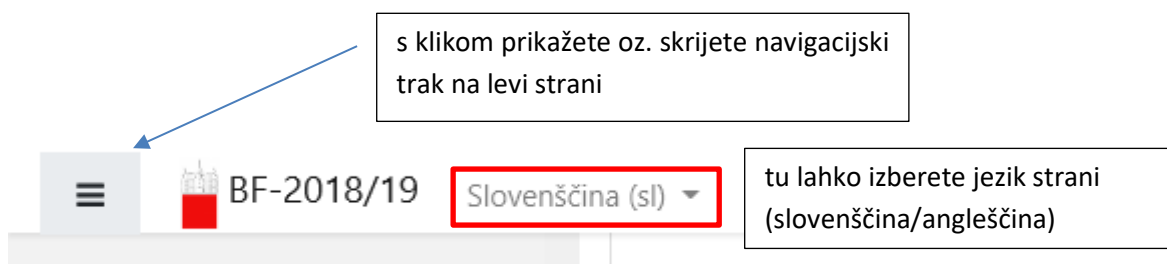 s klikom prikažete oz. skrijete navigacijski
trak na levi strani
BF-2018/19
Slovenščina (sl)
tu lahko izberete jezik strani
(slovenščina/angleščina)